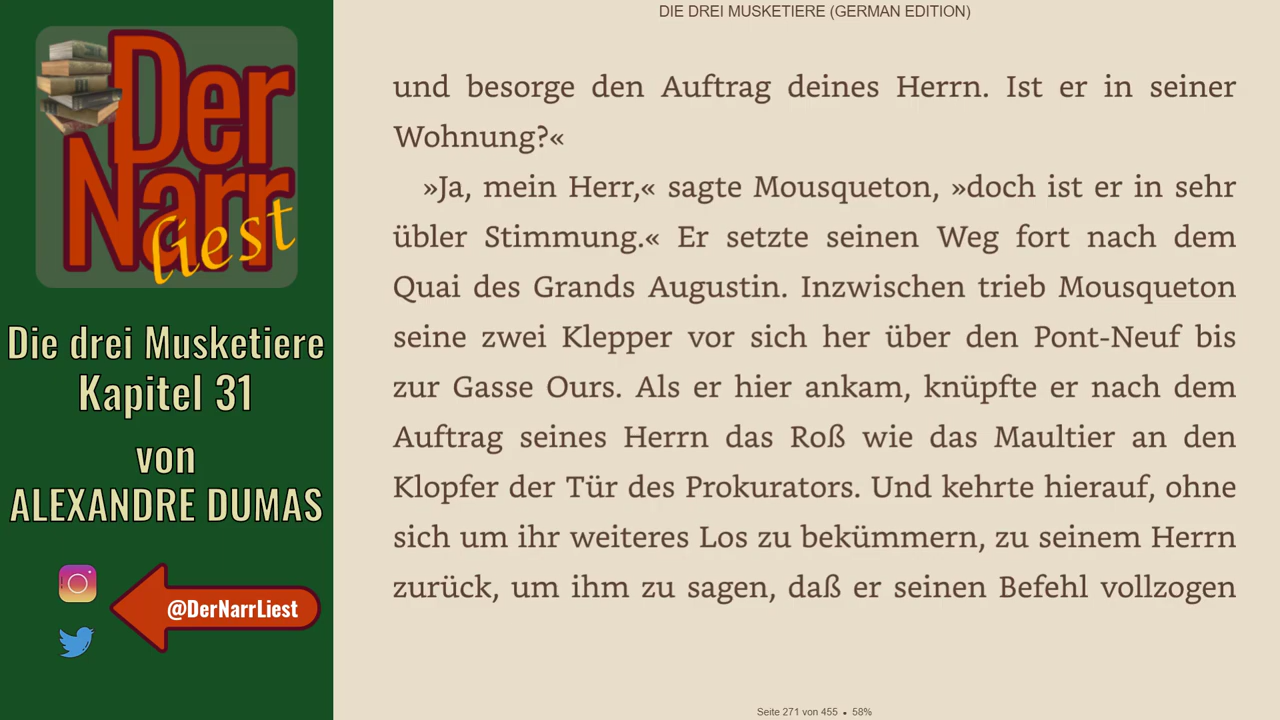 Der
Narr
liest
Die drei Musketiere
Kapitel 31
von
ALEXANDRE DUMAS
@DerNarrLiest
DIE DREI MUSKETIERE (GERMAN EDITION)
und besorge den Auftrag deines Herrn. Ist er in seiner
Wohnung?«
»Ja, mein Herr,« sagte Mousqueton, »doch ist er in sehr
übler Stimmung.« Er setzte seinen Weg fort nach dem
Quai des Grands Augustin. Inzwischen trieb Mousqueton
seine zwei Klepper vor sich her über den Pont-Neuf bis
zur Gasse Ours. Als er hier ankam, knüpfte er nach dem
Auftrag seines Herrn das Roß wie das Maultier an den
Klopfer der Tür des Prokurators. Und kehrte hierauf, ohne
sich um ihr weiteres Los zu bekümmern, zu seinem Herrn
zurück, um ihm zu sagen, daß er seinen Befehl vollzogen
Seite 271 von 455 • 58%